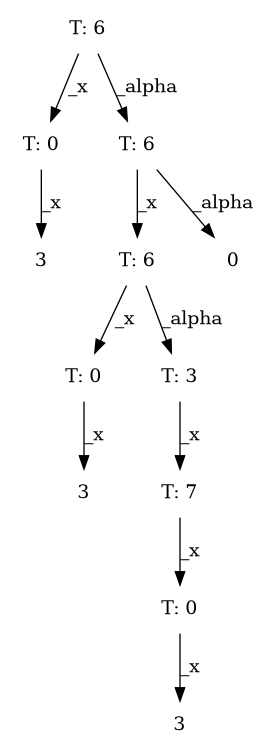 T: 6
_x _alpha
T: 0 T: 6
_x _x _alpha
3 T: 6 0
_x _alpha
T: 0 T: 3
_x _x
3 T: 7
_x
T: 0
_x
3